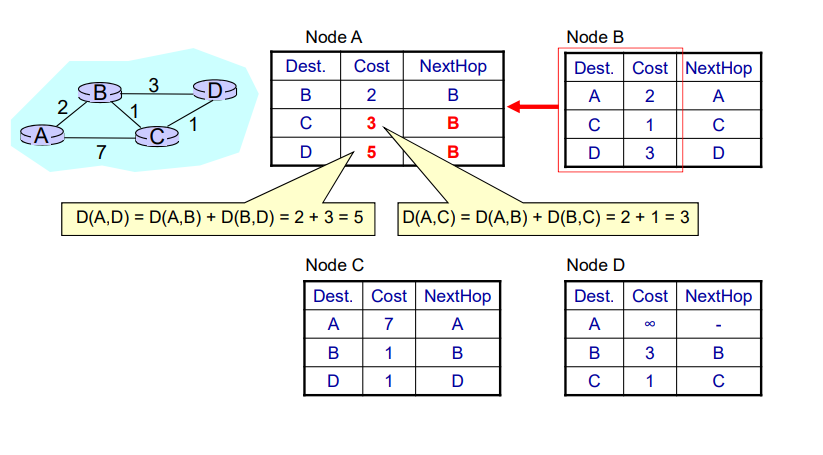 Node A
Dest. Cost NextHop
B 2 B
C 3 B
D 5 B
Node B
Dest. Cost NextHop
A 2 A
C 1 C
D 3 D
B 3 D
2 1
A C 1
7
D(A,D) = D(A,B) + D(B,D) = 2 + 3 = 5
D(A,C) = D(A,B) + D(B,C) = 2 + 1 = 3
Node C
Dest. Cost NextHop
A 7 A
B 1 B
D 1 D
Node D
Dest. Cost NextHop
A ∞ -
B 3 B
C 1 C